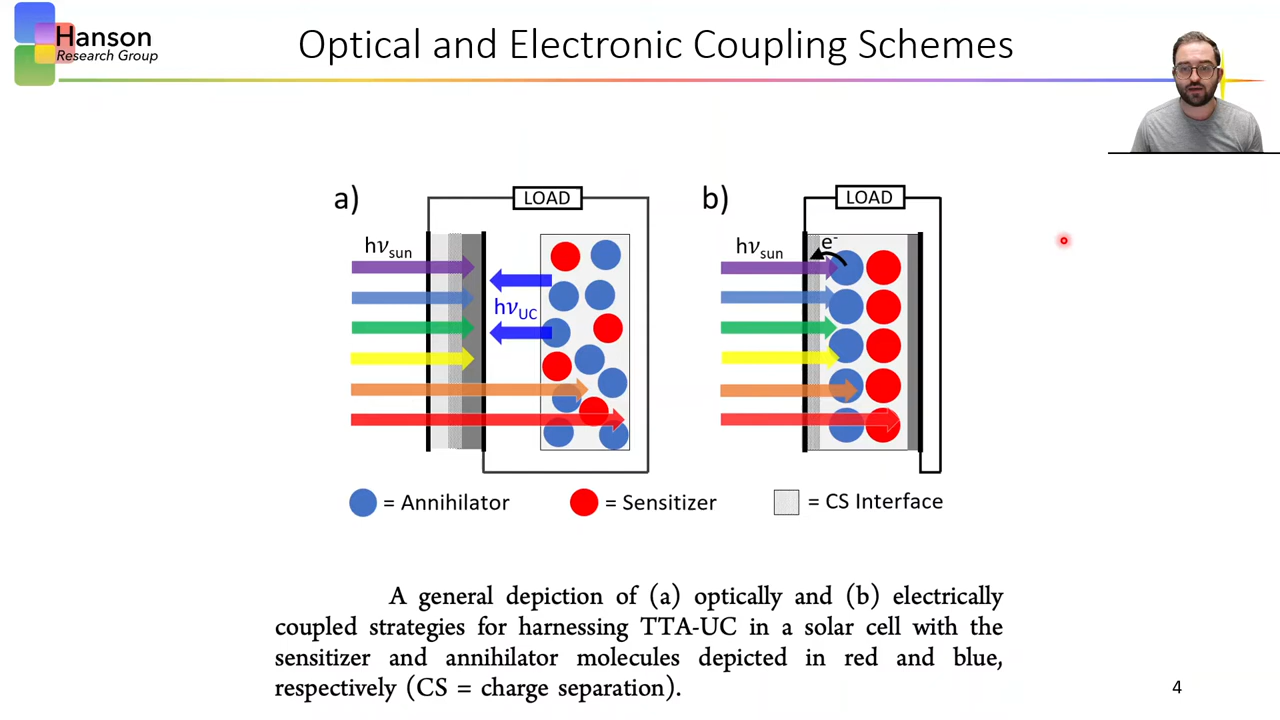 Hanson
Research Group
Optical and Electronic Coupling Schemes
a)
LOAD
hνsun
hνUC
b)
LOAD
hνsun
e-
= Annihilator
= Sensitizer
= CS Interface
A general depiction of (a) optically and (b) electrically
coupled strategies for harnessing TTA-UC in a solar cell with the
sensitizer and annihilator molecules depicted in red and blue,
respectively (CS = charge separation).
4